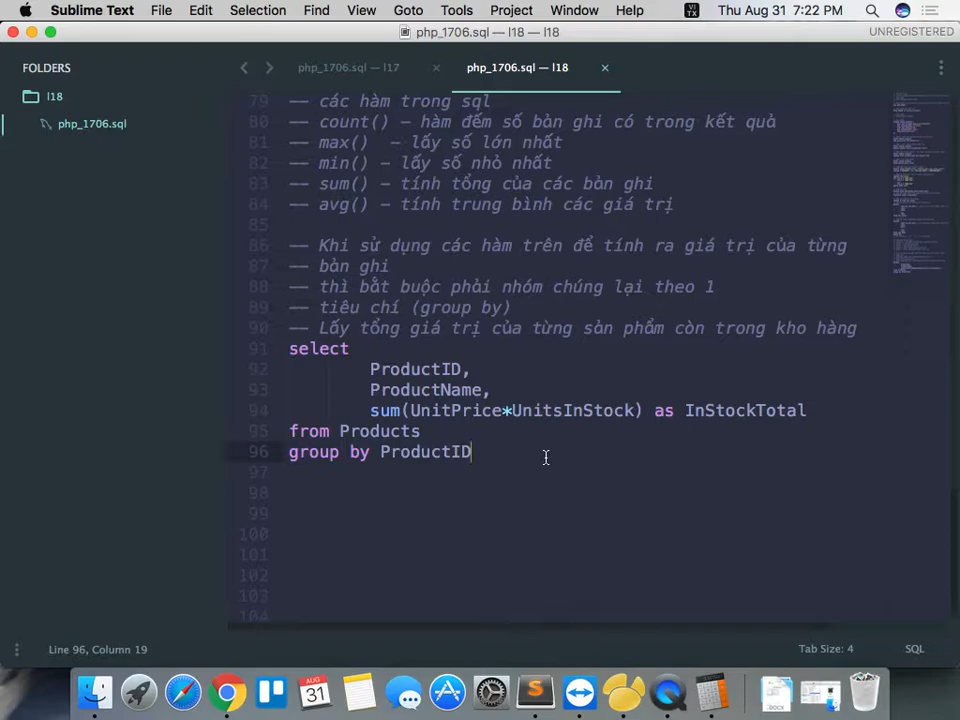 Sublime Text File Edit Selection Find View Goto Tools Project Window Help VI TX Thu Aug 31 7:22 PM
php_1706.sql — l18 — l18 UNREGISTERED
FOLDERS
l18
php_1706.sql
php_1706.sql — l17 × php_1706.sql — l18 ×
79 -- các hàm trong sql
80 -- count() – hàm đếm số bản ghi có trong kết quả
81 -- max() – lấy số lớn nhất
82 -- min() – lấy số nhỏ nhất
83 -- sum() – tính tổng của các bản ghi
84 -- avg() – tính trung bình các giá trị
85
86 -- Khi sử dụng các hàm trên để tính ra giá trị của từng
87 -- bản ghi
88 -- thì bắt buộc phải nhóm chúng lại theo 1
89 -- tiêu chí (group by)
90 -- Lấy tổng giá trị của từng sản phẩm còn trong kho hàng
91 select
92 ProductID,
93 ProductName,
94 sum(UnitPrice*UnitsInStock) as InStockTotal
95 from Products
96 group by ProductID
97
98
99
100
101
102
103
104
Line 96, Column 19 Tab Size: 4 SQL
AUG
31
S
DOCX